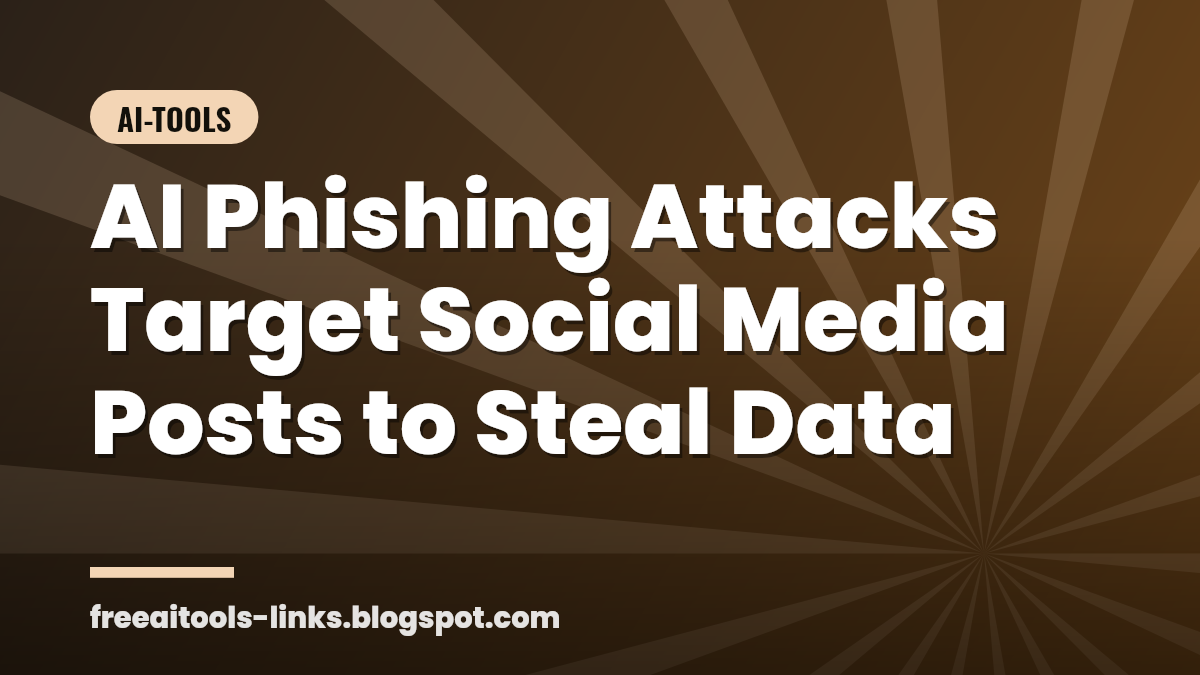 AI-TOOLS
AI Phishing Attacks
Target Social Media
Posts to Steal Data
freeaitools-links.blogspot.com